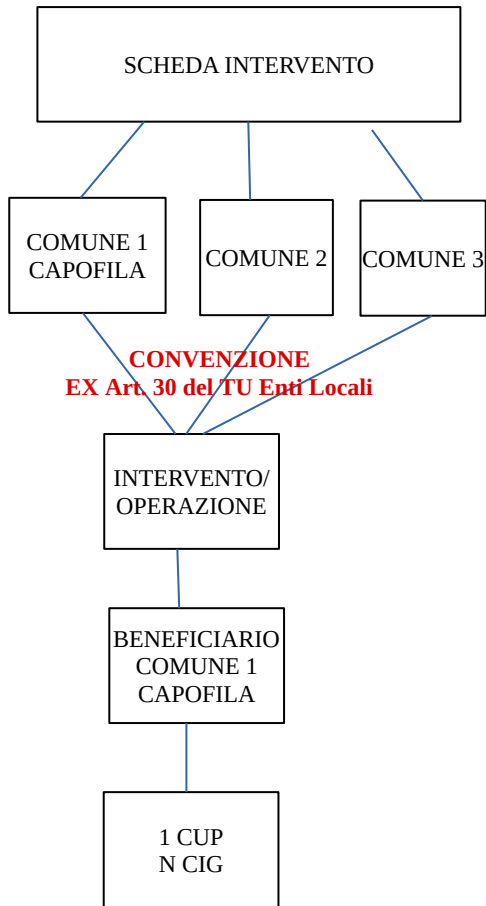 SCHEDA INTERVENTO
COMUNE 1
CAPOFILA
COMUNE 2
COMUNE 3
CONVENZIONE
EX Art. 30 del TU Enti Locali
INTERVENTO/
OPERAZIONE
BENEFICIARIO
COMUNE 1
CAPOFILA
1 CUP
N CIG